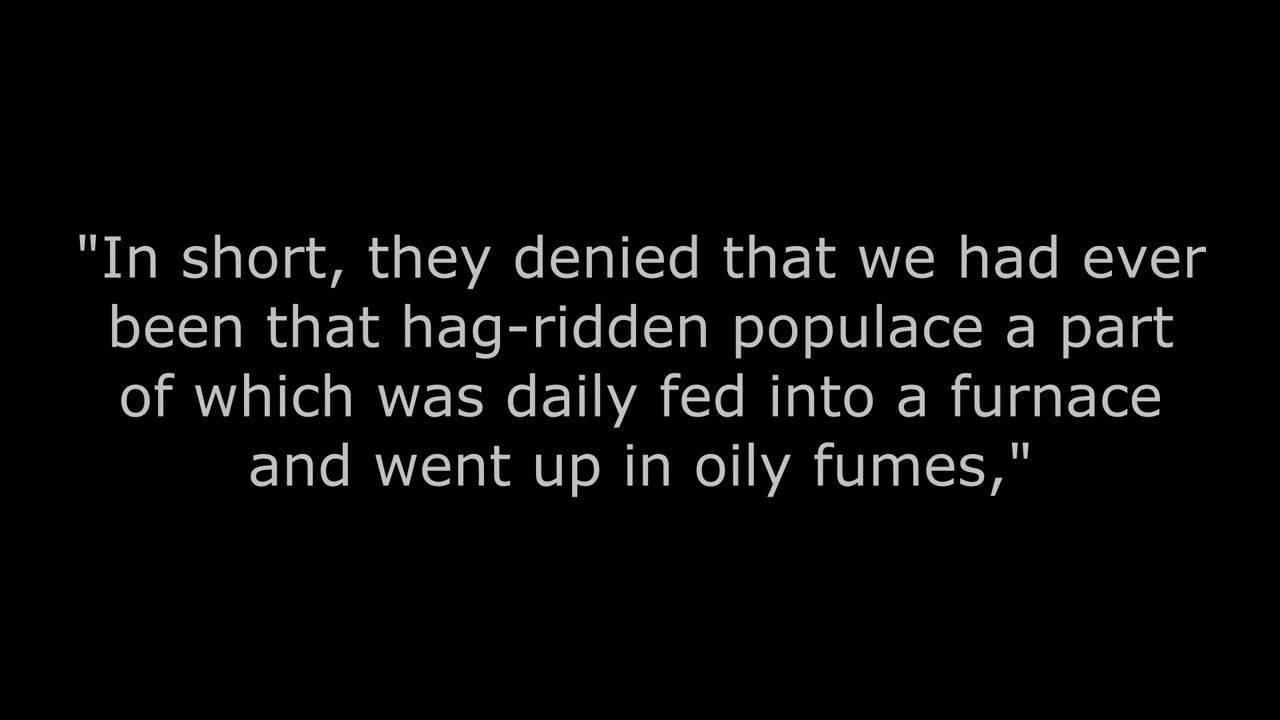 "In short, they denied that we had ever
been that hag-ridden populace a part
of which was daily fed into a furnace
and went up in oily fumes,"